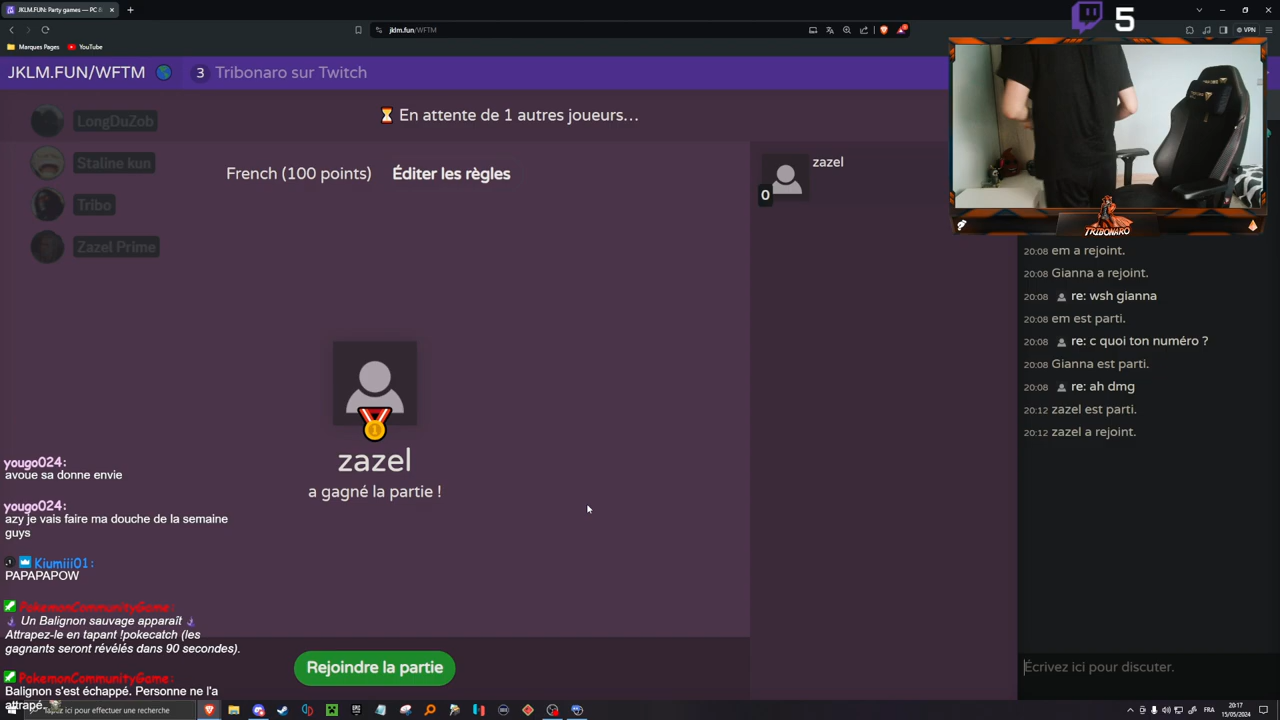 JKLM.FUN: Party games — PC
5
jklm.fun/WFTM
VPN
Marques Pages
YouTube
JKLM.FUN/WFTM
3 Tribonaro sur Twitch
LongDuZob
Staline kun
Tribo
Zazel Prime
En attente de 1 autres joueurs…
French (100 points) Éditer les règles
zazel
a gagné la partie !
Rejoindre la partie
0
zazel
TRIBONARO
20:08 em a rejoint.
20:08 Gianna a rejoint.
20:08 re: wsh gianna
20:08 em est parti.
20:08 re: c quoi ton numéro ?
20:08 Gianna est parti.
20:08 re: ah dmg
20:12 zazel est parti.
20:12 zazel a rejoint.
Écrivez ici pour discuter.
yougo024:
avoue sa donne envie
yougo024:
azy je vais faire ma douche de la semaine
guys
Kiumiii01:
PAPAPAPOW
PokemonCommunityGame:
Un Balignon sauvage apparaît
Attrapez-le en tapant !pokecatch (les
gagnants seront révélés dans 90 secondes).
PokemonCommunityGame:
Balignon s'est échappé. Personne ne l'a
attrapé.
Tapez ici pour effectuer une recherche
FRA
20:17
15/05/2024